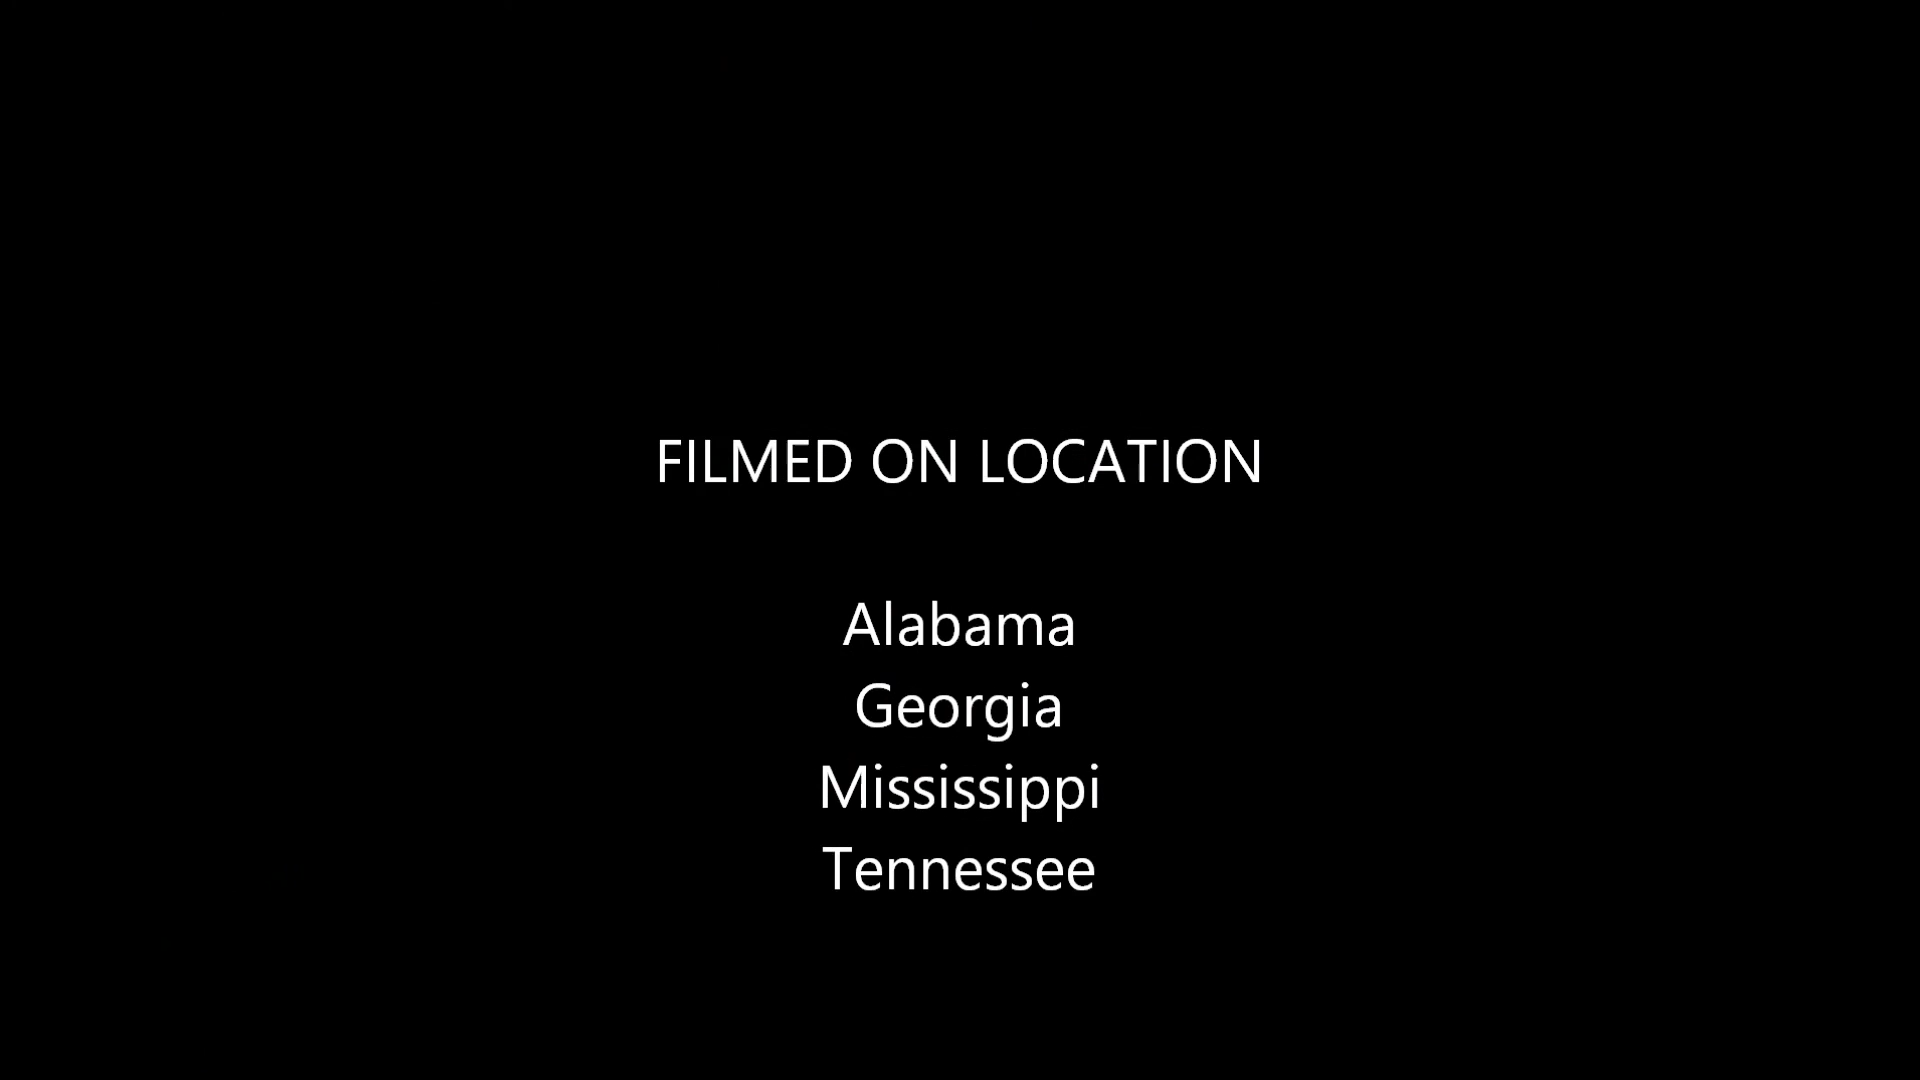 FILMED ON LOCATION
Alabama
Georgia
Mississippi
Tennessee